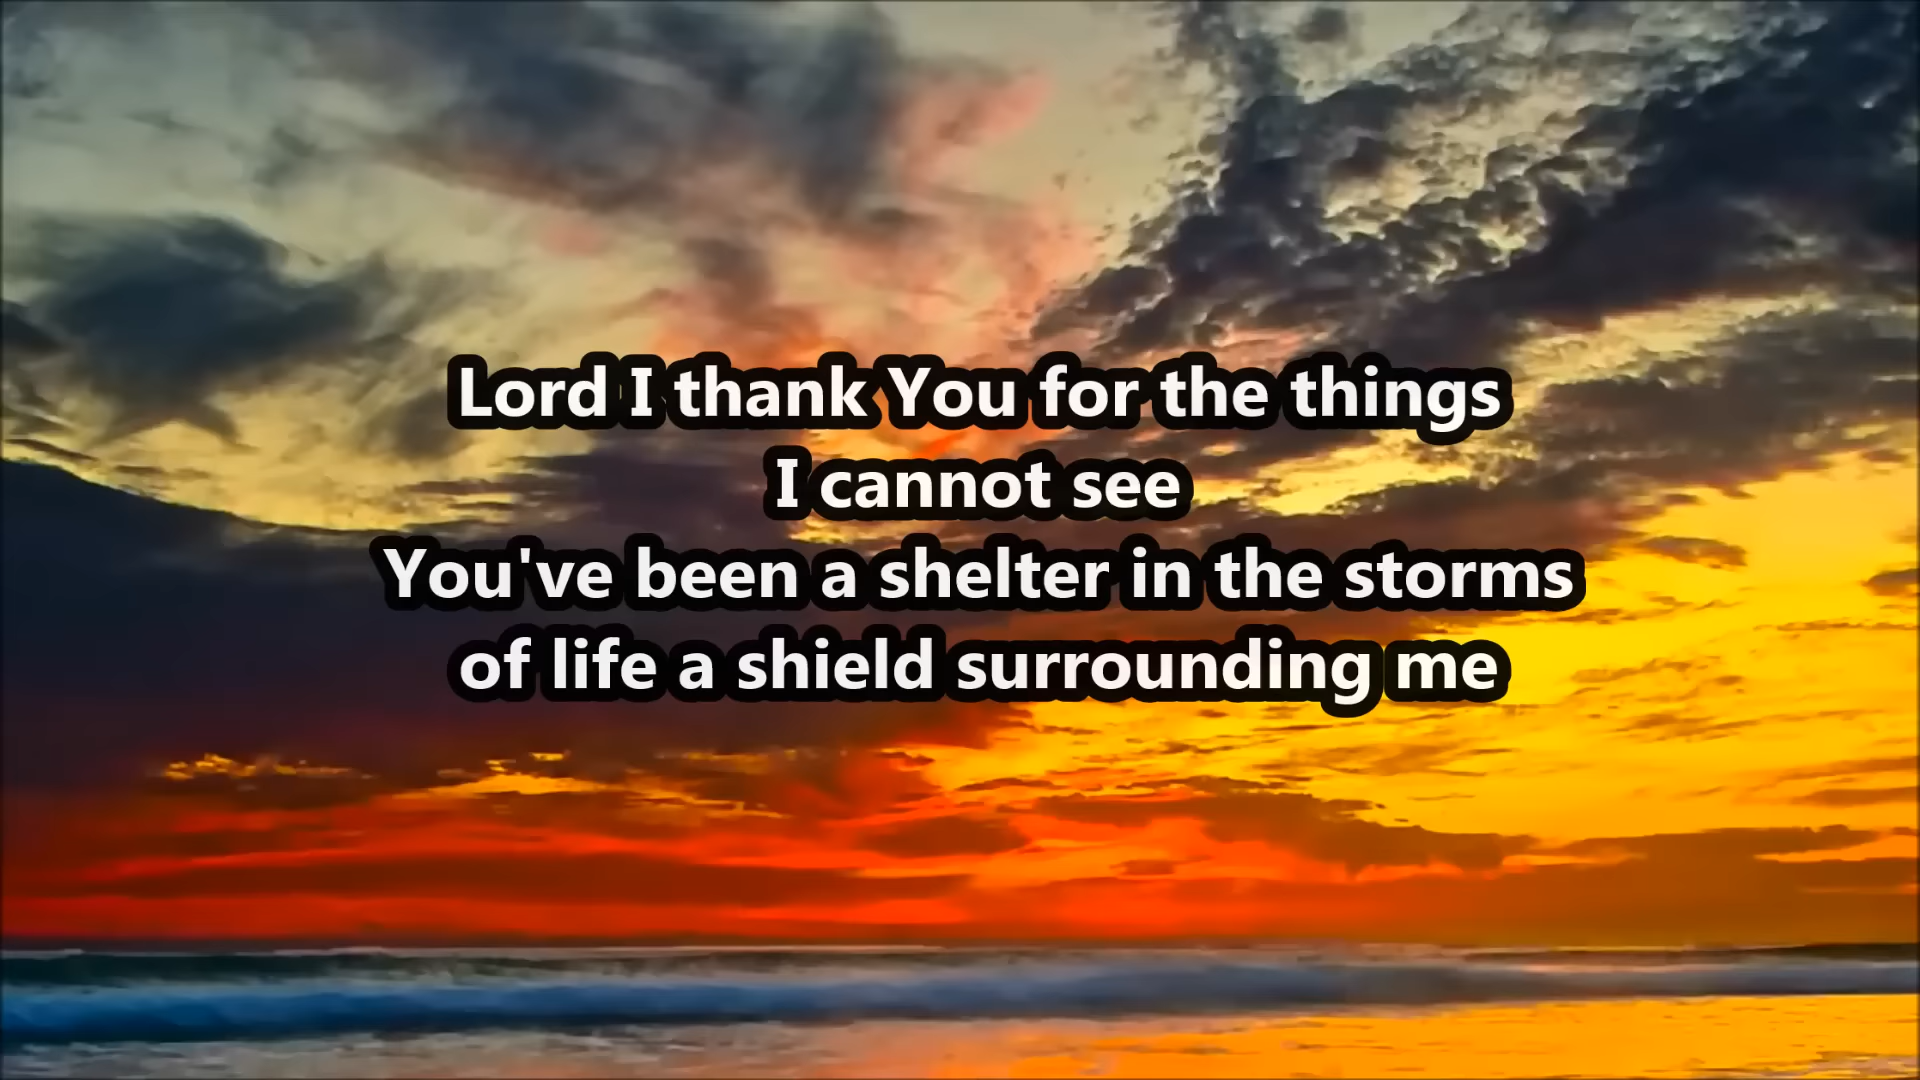 Lord I thank You for the things
I cannot see
You've been a shelter in the storms
of life a shield surrounding me